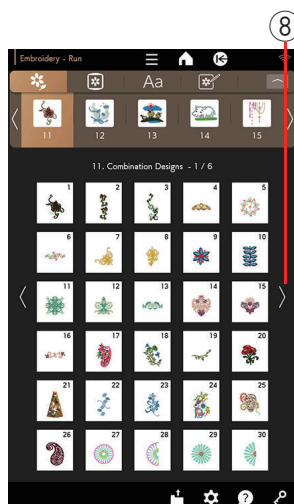 ⑧
Embroidery - Run
Aa
11 12 13 14 15
11. Combination Designs - 1 / 6
1 2 3 4 5
6 7 8 9 10
11 12 13 14 15
16 17 18 19 20
21 22 23 24 25
26 27 28 29 30
?